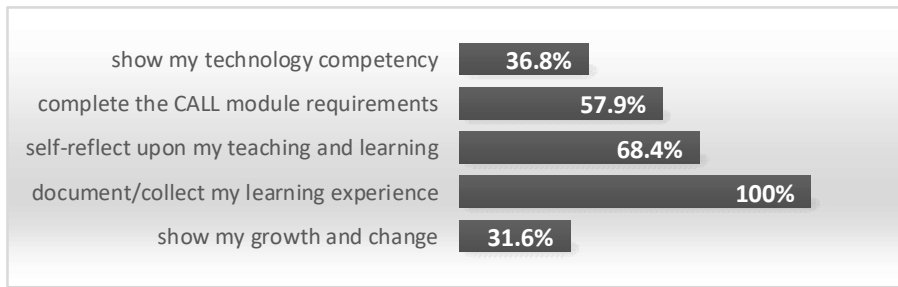 show my technology competency 36.8%
complete the CALL module requirements 57.9%
self-reflect upon my teaching and learning 68.4%
document/collect my learning experience 100%
show my growth and change 31.6%